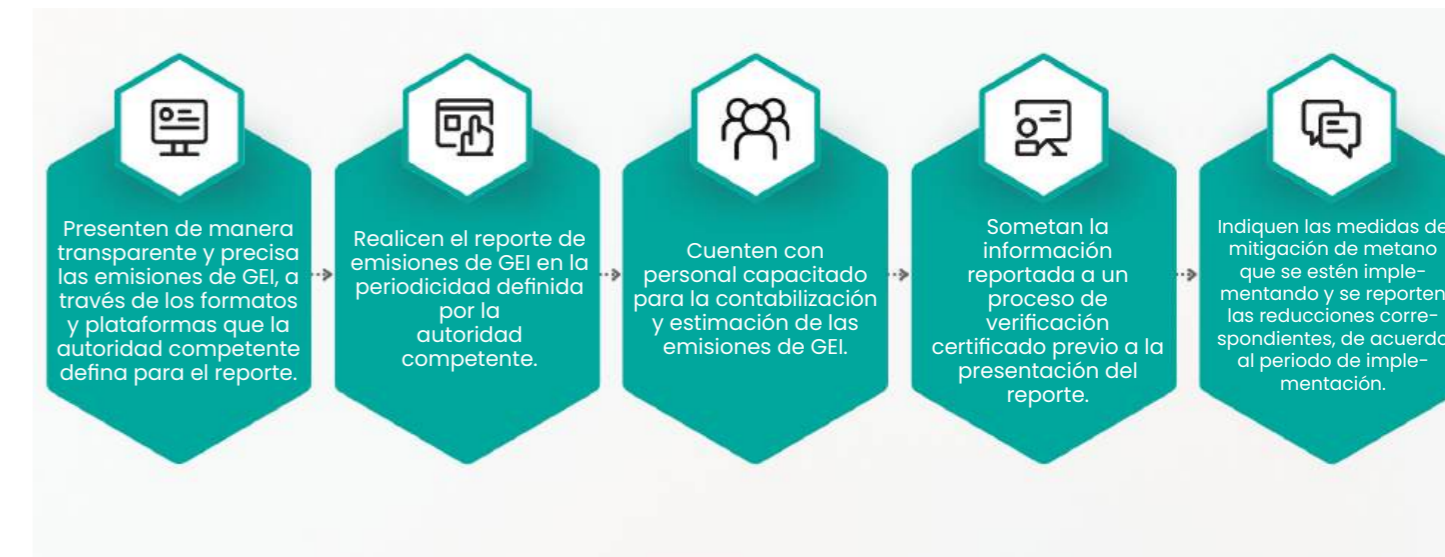 Presenten de manera
transparente y precisa
las emisiones de GEI, a
través de los formatos
y plataformas que la
autoridad competente
defina para el reporte.
Realicen el reporte de
emisiones de GEI en la
periodicidad definida
por la
autoridad
competente.
Cuenten con
personal capacitado
para la contabilización
y estimación de las
emisiones de GEI.
Sometan la
información
reportada a un
proceso de
verificación
certificado previo a la
presentación del
reporte.
Indiquen las medidas de
mitigación de metano
que se estén imple-
mentando y se reporten
las reducciones corre-
spondientes, de acuerdo
al periodo de imple-
mentación.